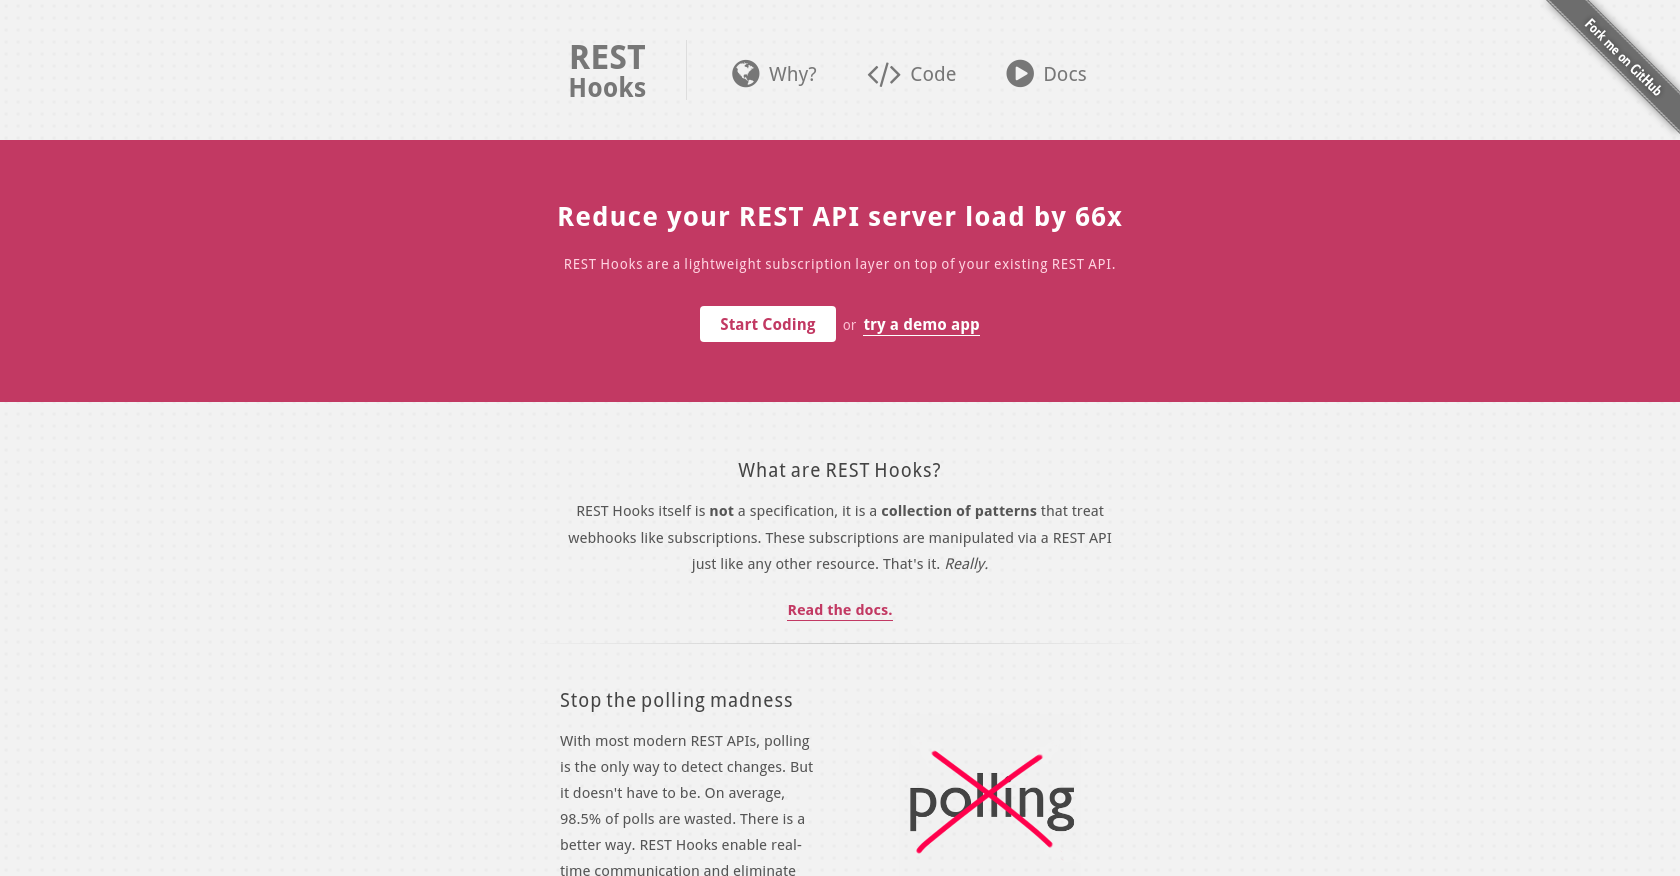 REST
Hooks
Why?
Code
Docs
Fork me on GitHub
Reduce your REST API server load by 66x
REST Hooks are a lightweight subscription layer on top of your existing REST API.
Start Coding or try a demo app
What are REST Hooks?
REST Hooks itself is not a specification, it is a collection of patterns that treat
webhooks like subscriptions. These subscriptions are manipulated via a REST API
just like any other resource. That's it. Really.
Read the docs.
Stop the polling madness
With most modern REST APIs, polling
is the only way to detect changes. But
it doesn't have to be. On average,
98.5% of polls are wasted. There is a
better way. REST Hooks enable real-
time communication and eliminate
polling